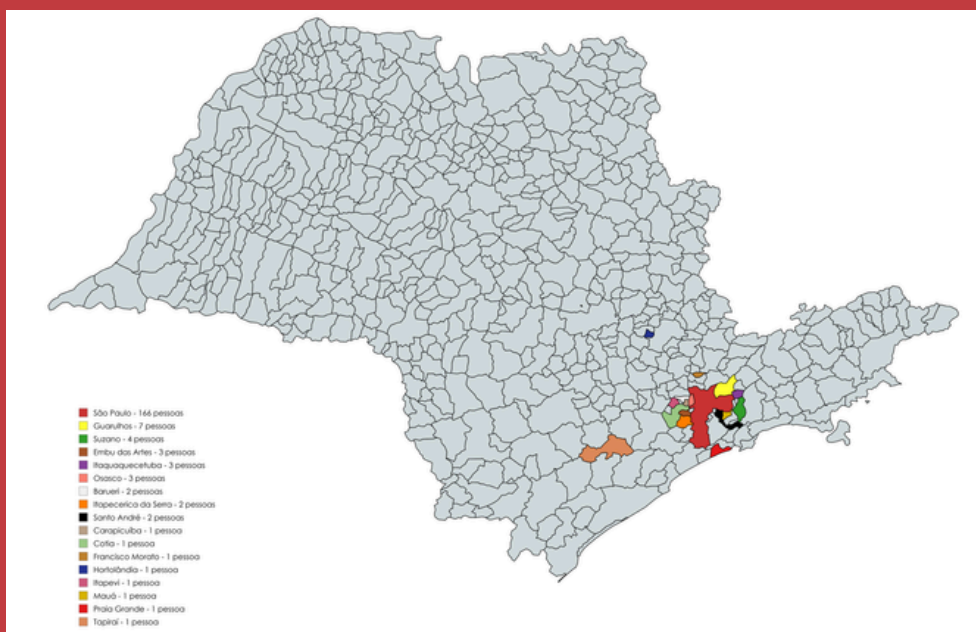 São Paulo - 166 pessoas
Guarulhos - 7 pessoas
Suzano - 4 pessoas
Embu das Artes - 3 pessoas
Itaquaquecetuba - 3 pessoas
Osasco - 3 pessoas
Barueri - 2 pessoas
Itapecerica da Serra - 2 pessoas
Santo André - 2 pessoas
Carapicuíba - 1 pessoa
Cotia - 1 pessoa
Francisco Morato - 1 pessoa
Hortolândia - 1 pessoa
Itapevi - 1 pessoa
Mauá - 1 pessoa
Praia Grande - 1 pessoa
Tapiraí - 1 pessoa